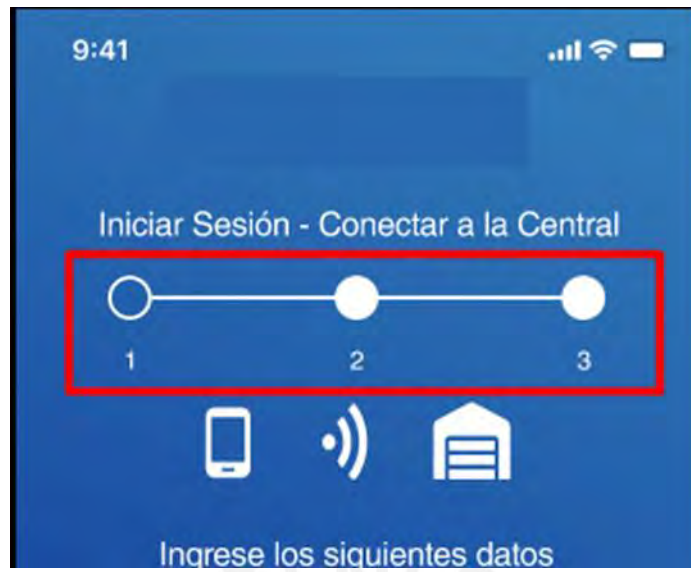 9:41
Iniciar Sesión - Conectar a la Central
1 2 3
Ingrese los siguientes datos